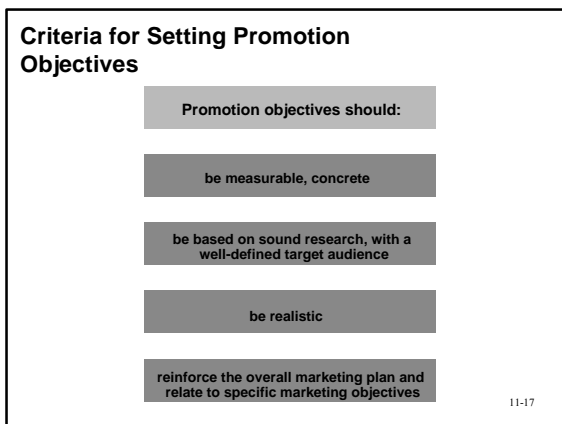 Criteria for Setting Promotion
Objectives
Promotion objectives should:
be measurable, concrete
be based on sound research, with a
well-defined target audience
be realistic
reinforce the overall marketing plan and
relate to specific marketing objectives
11-17